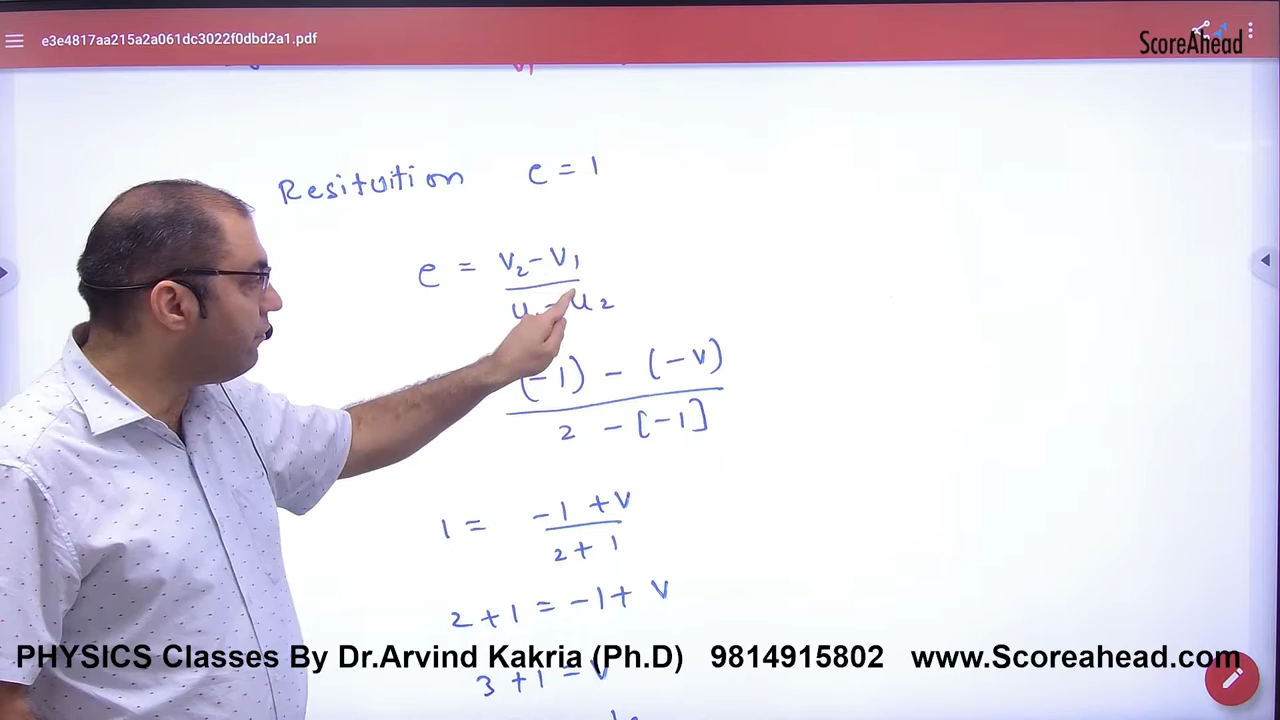 e3e4817aa215a2a061dc3022f0dbd2a1.pdf
ScoreAhead
Resituition e = 1
e = V2 - V1
u - u2
(-1) - (-v)
2 - [-1]
1 = -1 + v
2 + 1
2 + 1 = -1 + v
PHYSICS Classes By Dr.Arvind Kakria (Ph.D) 9814915802 www.Scoreahead.com
3 + 1 = v